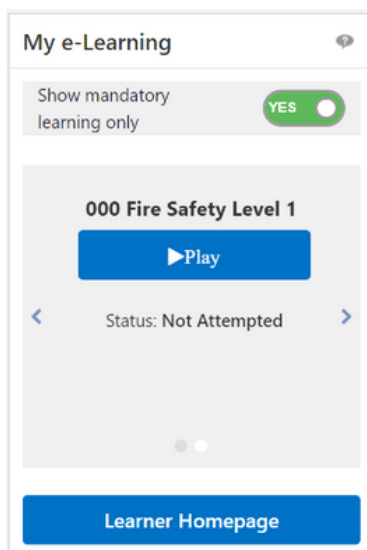 My e-Learning
Show mandatory
learning only
YES
000 Fire Safety Level 1
Play
Status: Not Attempted
Learner Homepage